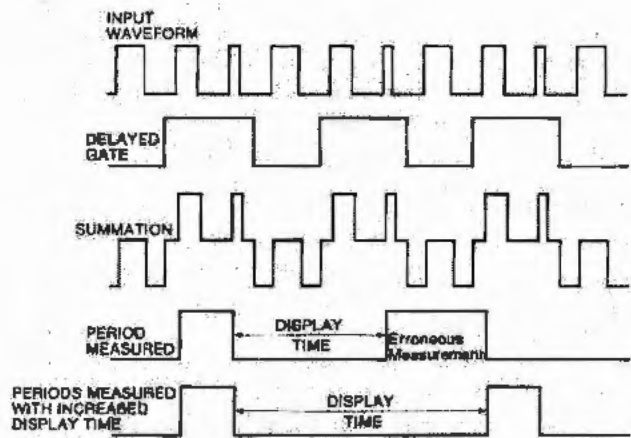 INPUT
WAVEFORM
DELAYED
GATE
SUMMATION
PERIOD
MEASURED
DISPLAY
TIME
Erroneous
Measurement
PERIODS MEASURED
WITH INCREASED
DISPLAY TIME
DISPLAY
TIME